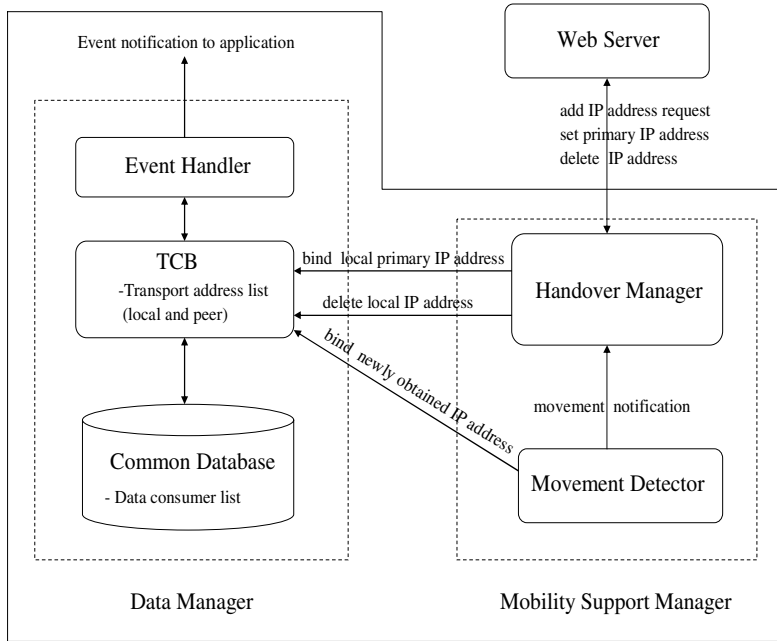 Event notification to application
Web Server
add IP address request
set primary IP address
delete IP address
Event Handler
TCB
-Transport address list
(local and peer)
bind local primary IP address
delete local IP address
bind newly obtained IP address
Handover Manager
movement notification
Movement Detector
Common Database
- Data consumer list
Data Manager
Mobility Support Manager